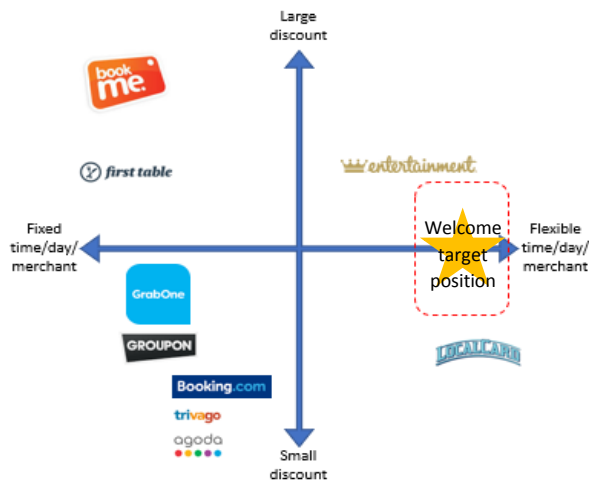 Large
discount
book
me.
first table
entertainment
Fixed
time/day/
merchant
Welcome
target
position
Flexible
time/day/
merchant
GrabOne
GROUPON
LOCALCARD
Booking.com
trivago
agoda
Small
discount